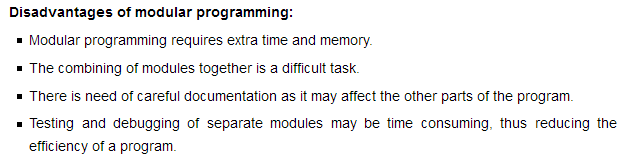 Disadvantages of modular programming:
▪ Modular programming requires extra time and memory.
▪ The combining of modules together is a difficult task.
▪ There is need of careful documentation as it may affect the other parts of the program.
▪ Testing and debugging of separate modules may be time consuming, thus reducing the
efficiency of a program.